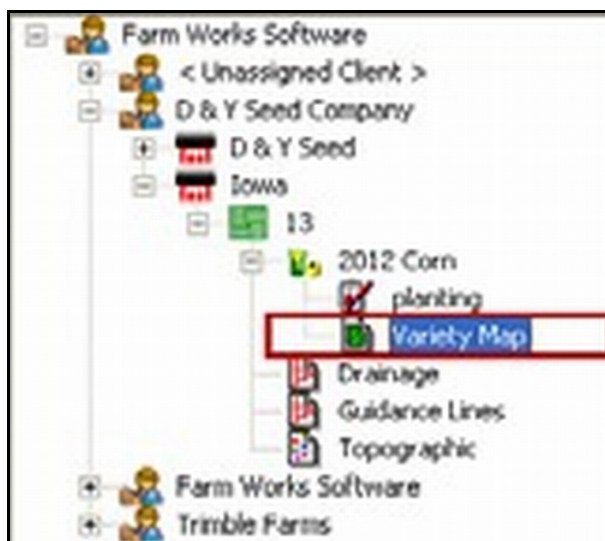 Farm Works Software
< Unassigned Client >
D & Y Seed Company
D & Y Seed
Iowa
13
2012 Corn
planting
Variety Map
Drainage
Guidance Lines
Topographic
Farm Works Software
Trimble Farms